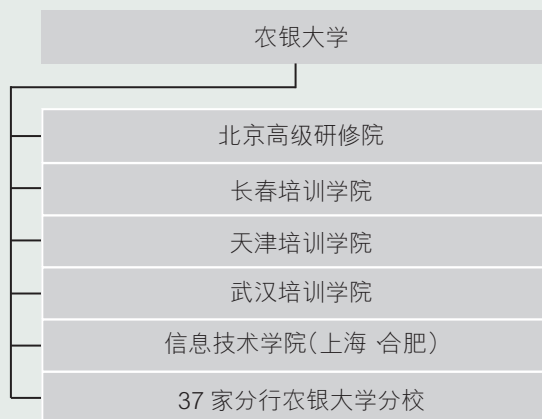 农银大学
北京高级研修院
长春培训学院
天津培训学院
武汉培训学院
信息技术学院(上海 合肥)
37 家分行农银大学分校